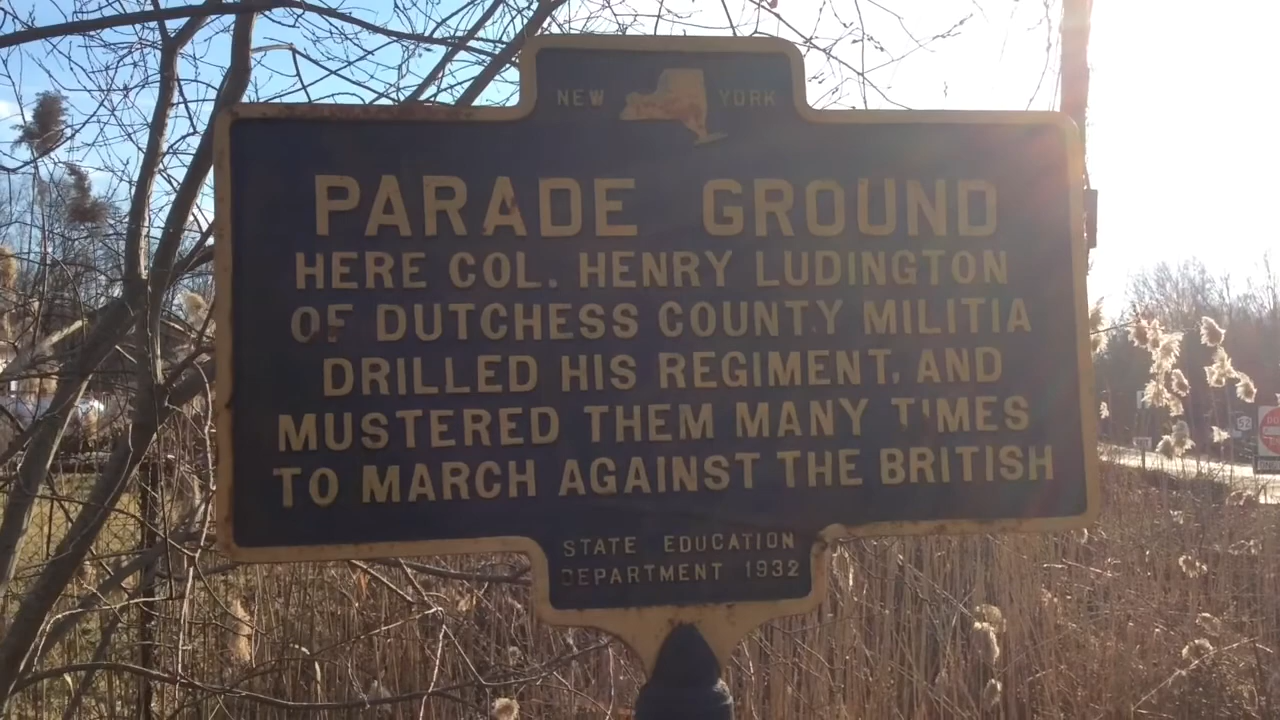 NEW YORK
PARADE GROUND
HERE COL. HENRY LUDINGTON
OF DUTCHESS COUNTY MILITIA
DRILLED HIS REGIMENT, AND
MUSTERED THEM MANY TIMES
TO MARCH AGAINST THE BRITISH
STATE EDUCATION
DEPARTMENT 1932
52